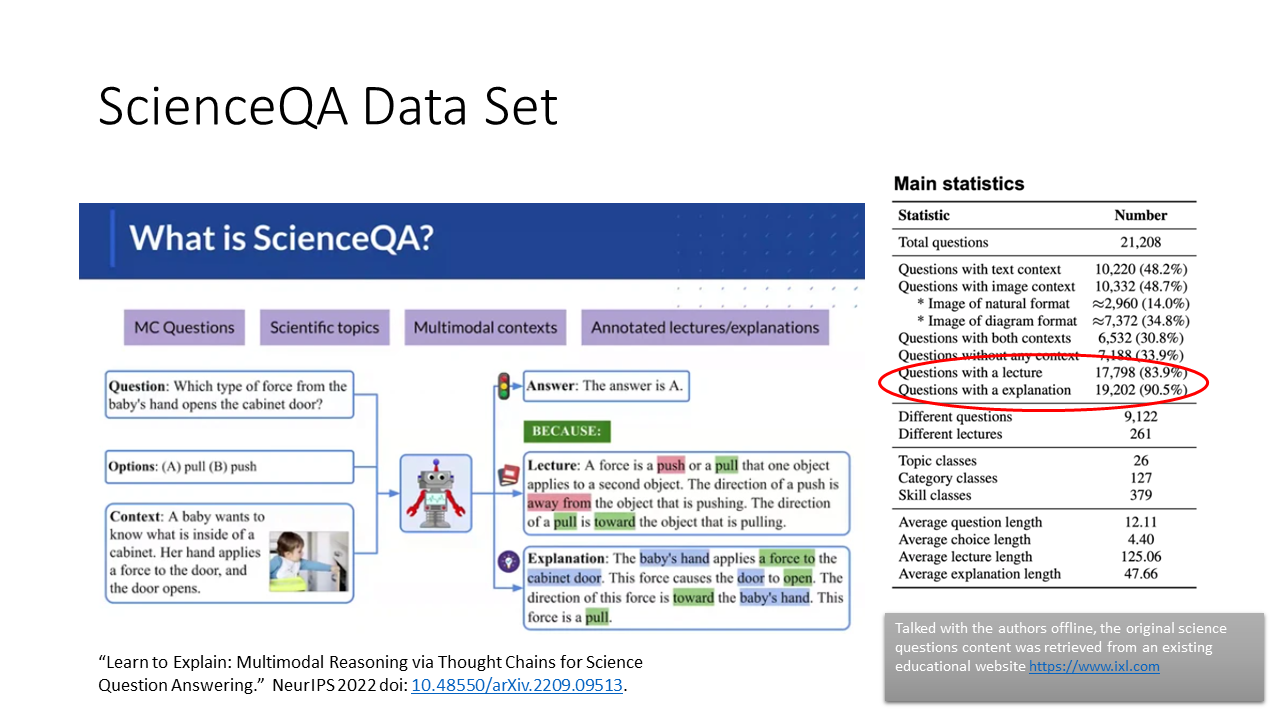 ScienceQA Data Set
What is ScienceQA?
MC Questions
Scientific topics
Multimodal contexts
Annotated lectures/explanations
Question: Which type of force from the
baby's hand opens the cabinet door?
Options: (A) pull (B) push
Context: A baby wants to
know what is inside of a
cabinet. Her hand applies
a force to the door, and
the door opens.
Answer: The answer is A.
BECAUSE:
Lecture: A force is a push or a pull that one object
applies to a second object. The direction of a push is
away from the object that is pushing. The direction
of a pull is toward the object that is pulling.
Explanation: The baby's hand applies a force to the
cabinet door. This force causes the door to open. The
direction of this force is toward the baby's hand. This
force is a pull.
“Learn to Explain: Multimodal Reasoning via Thought Chains for Science
Question Answering.” NeurIPS 2022 doi: 10.48550/arXiv.2209.09513.
Main statistics
Statistic Number
Total questions 21,208
Questions with text context 10,220 (48.2%)
Questions with image context 10,332 (48.7%)
* Image of natural format ≈2,960 (14.0%)
* Image of diagram format ≈7,372 (34.8%)
Questions with both contexts 6,532 (30.8%)
Questions without any context 7,188 (33.9%)
Questions with a lecture 17,798 (83.9%)
Questions with a explanation 19,202 (90.5%)
Different questions 9,122
Different lectures 261
Topic classes 26
Category classes 127
Skill classes 379
Average question length 12.11
Average choice length 4.40
Average lecture length 125.06
Average explanation length 47.66
Talked with the authors offline, the original science
questions content was retrieved from an existing
educational website https://www.ixl.com